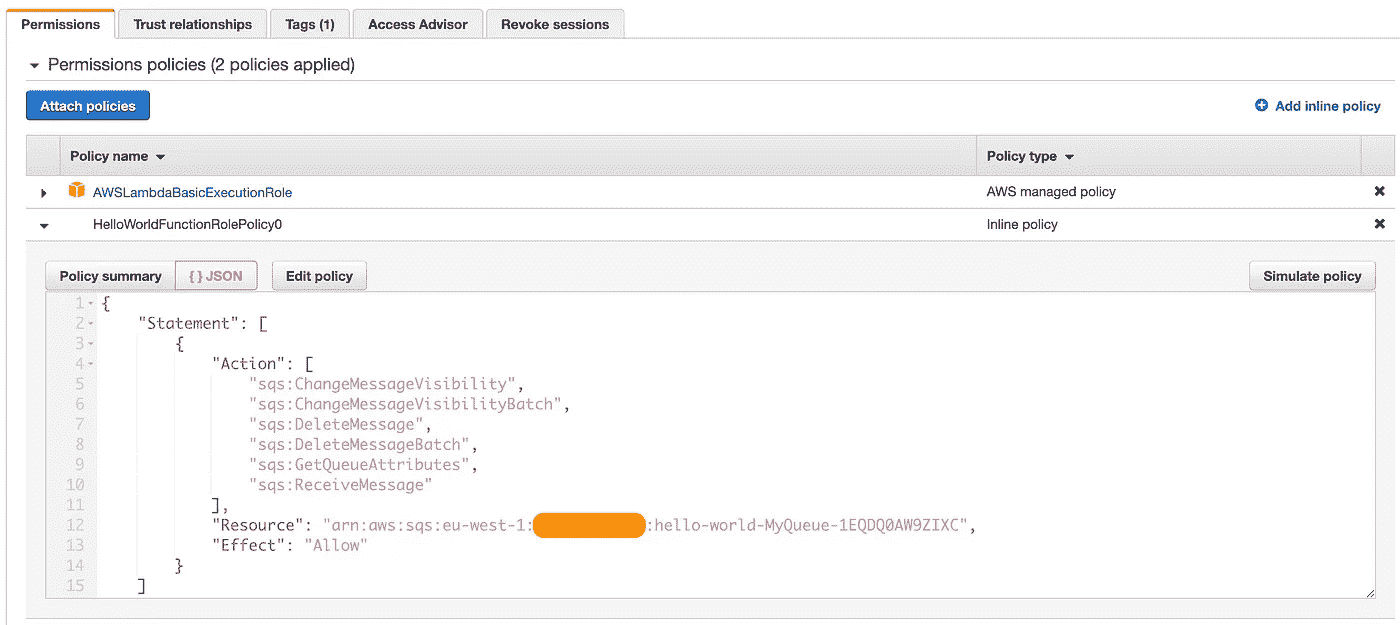 Permissions Trust relationships Tags (1) Access Advisor Revoke sessions
Permissions policies (2 policies applied)
Attach policies Add inline policy
Policy name Policy type
AWSLambdaBasicExecutionRole AWS managed policy
HelloWorldFunctionRolePolicy0 Inline policy
Policy summary { } JSON Edit policy Simulate policy
1 {
2 "Statement": [
3 {
4 "Action": [
5 "sqs:ChangeMessageVisibility",
6 "sqs:ChangeMessageVisibilityBatch",
7 "sqs:DeleteMessage",
8 "sqs:DeleteMessageBatch",
9 "sqs:GetQueueAttributes",
10 "sqs:ReceiveMessage"
11 ],
12 "Resource": "arn:aws:sqs:eu-west-1: :hello-world-MyQueue-1EQDQ0AW9ZIXC",
13 "Effect": "Allow"
14 }
15 ]